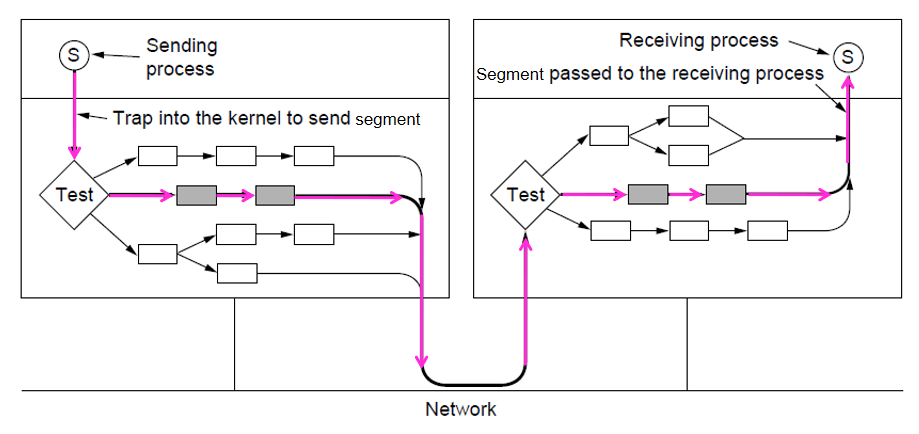 S
Sending
process
Trap into the kernel to send segment
Test
Receiving process
S
Segment passed to the receiving process
Test
Network